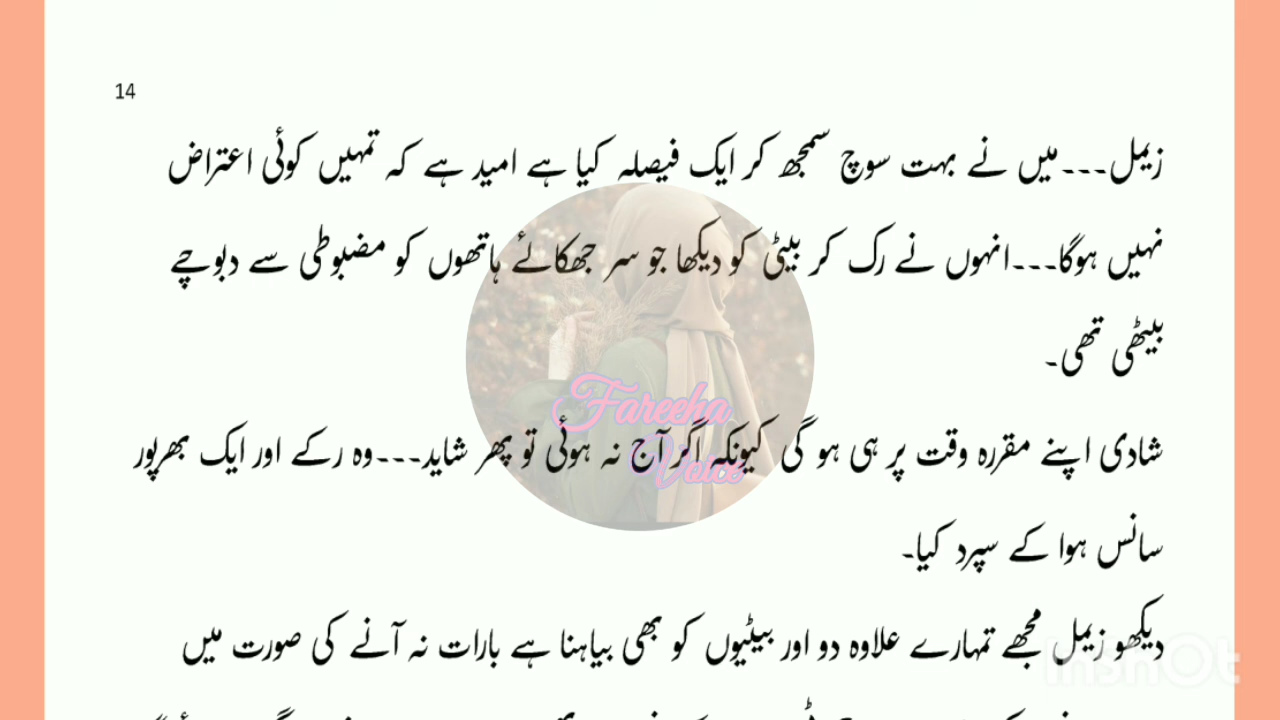 14
زیمل۔۔۔میں نے بہت سوچ سمجھ کر ایک فیصلہ کیا ہے امید ہے کہ تمہیں کوئی اعتراض
نہیں ہوگا۔۔۔انہوں نے رک کر بیٹی کو دیکھا جو سر جھکائے ہاتھوں کو مضبوطی سے دبوچے
بیٹھی تھی۔
Fareeha
شادی اپنے مقررہ وقت پر ہی ہو گی کیونکہ اگر آج نہ ہوئی تو پھر شاید۔۔۔وہ رکے اور ایک بھرپور
Voice
سانس ہوا کے سپرد کیا۔
دیکھو زیمل مجھے تمہارے علاوہ دو اور بیٹیوں کو بھی بیاہنا ہے بارات نہ آنے کی صورت میں
InShOt